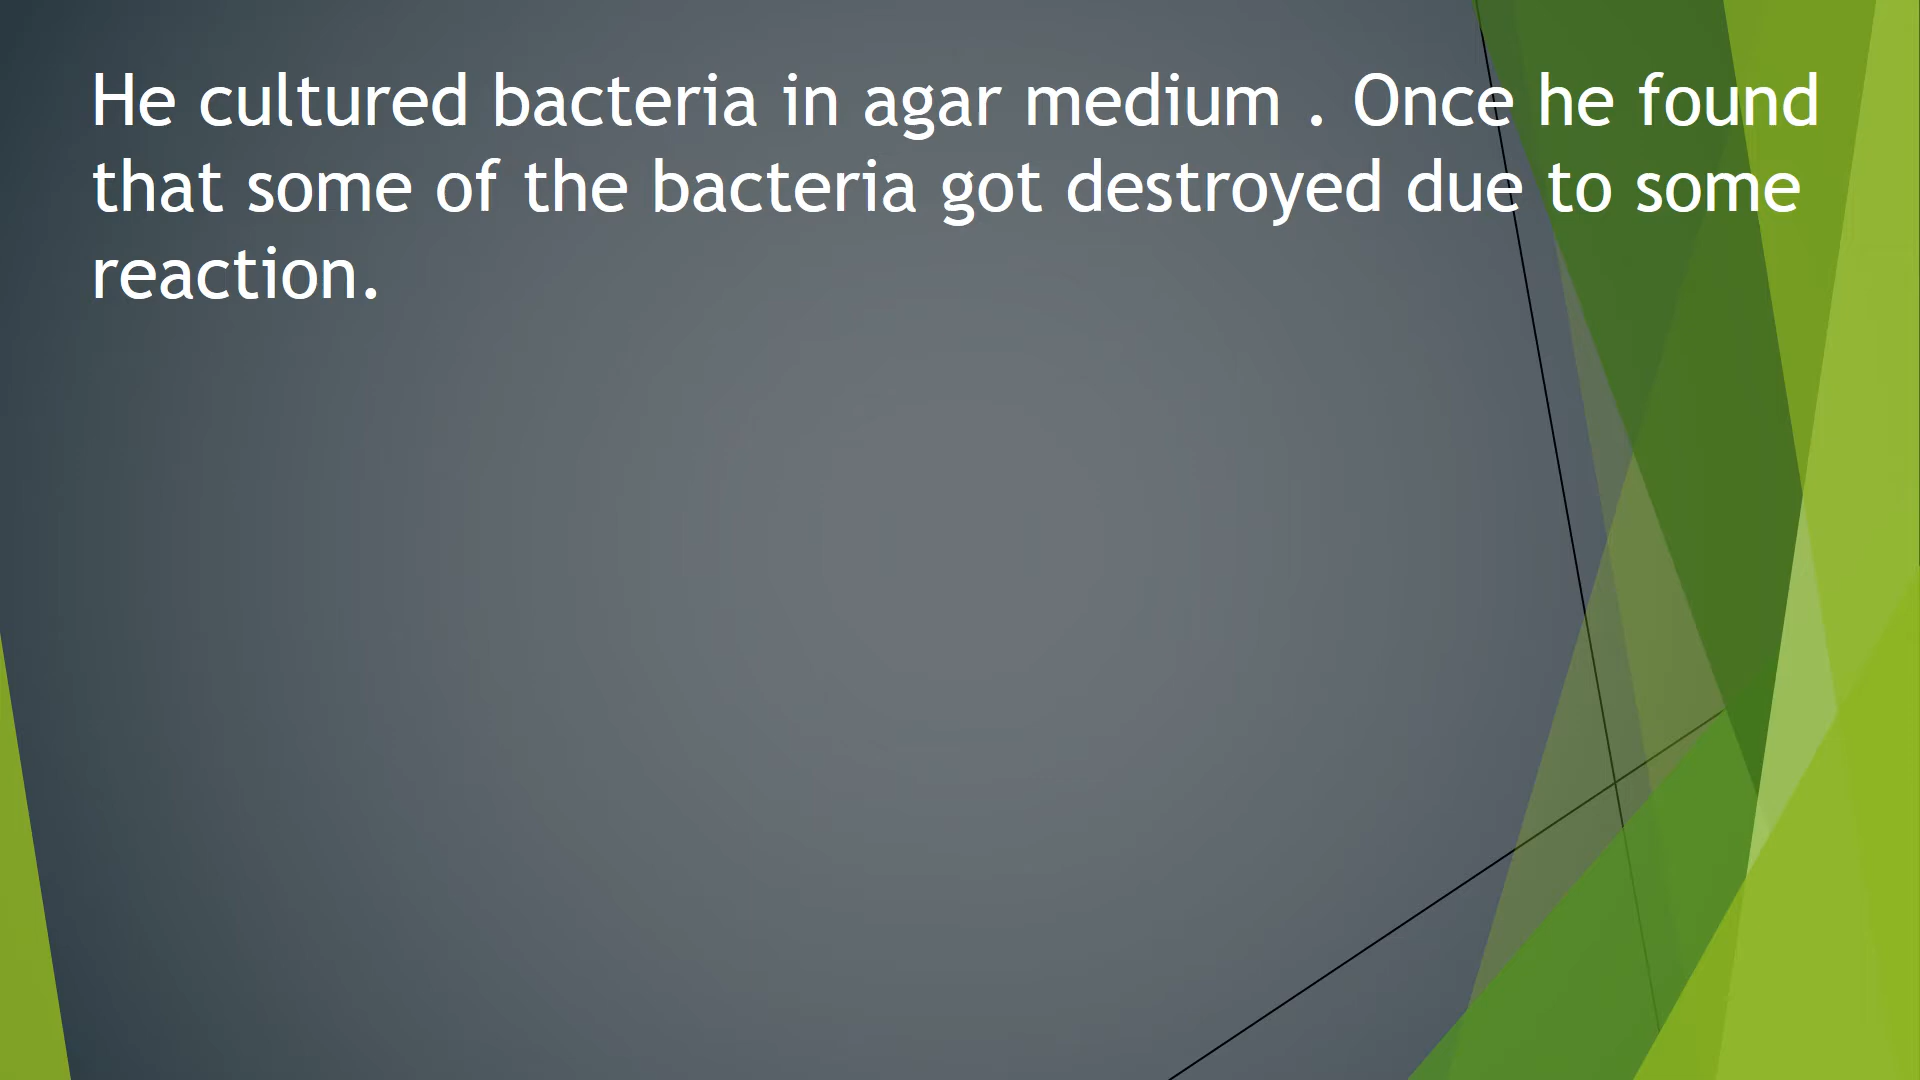 He cultured bacteria in agar medium . Once he found
that some of the bacteria got destroyed due to some
reaction.